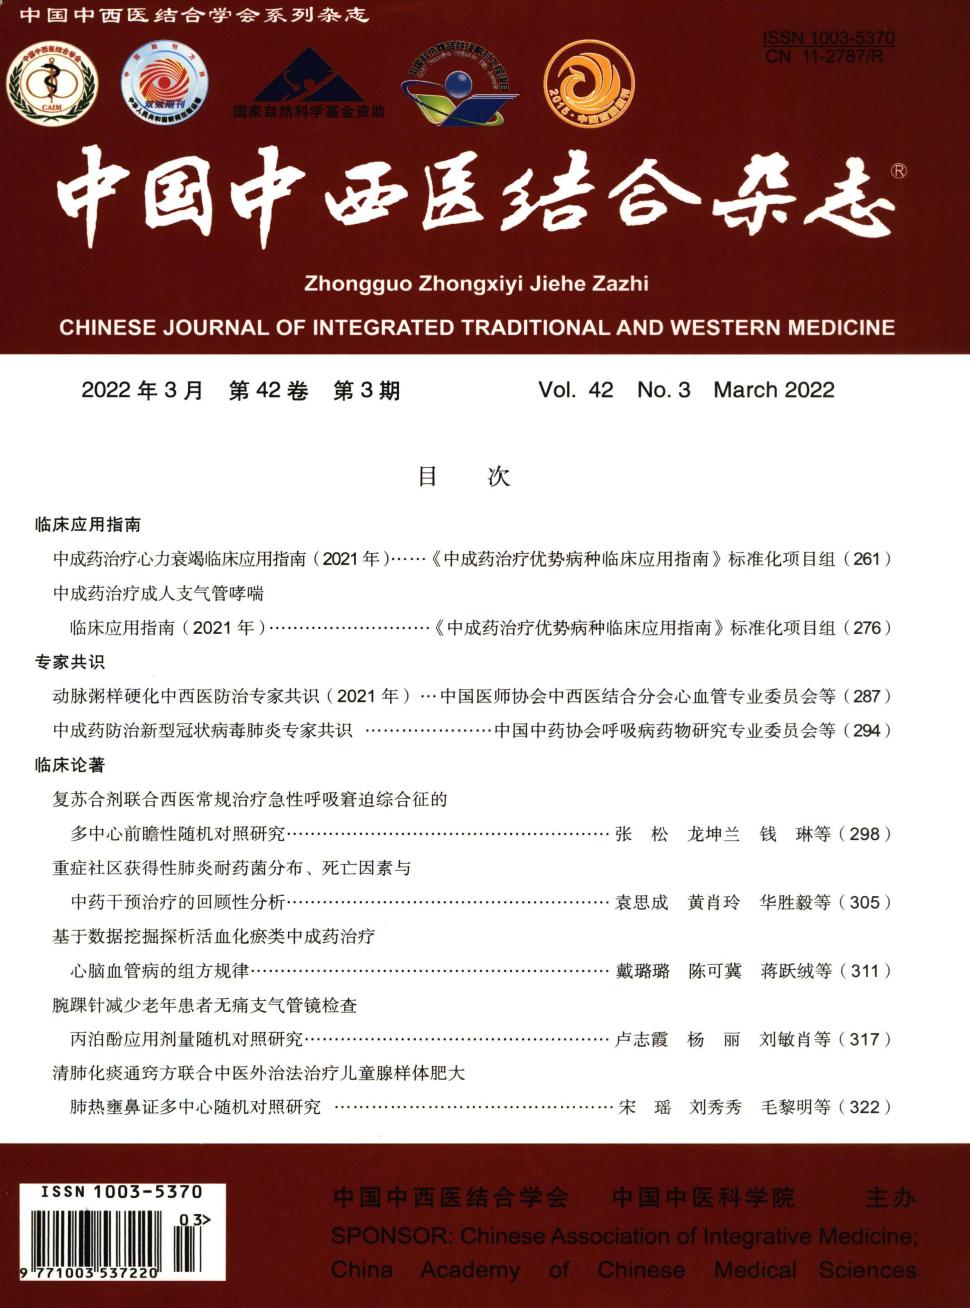 中国中西医结合学会系列杂志
ISSN 1003-5370
CN 11-2787/R
CAIM
双效期刊
国家自然科学基金资助
中国中西医结合杂志®
Zhongguo Zhongxiyi Jiehe Zazhi
CHINESE JOURNAL OF INTEGRATED TRADITIONAL AND WESTERN MEDICINE
2022年3月 第42卷 第3期 Vol. 42 No. 3 March 2022
目 次
临床应用指南
中成药治疗心力衰竭临床应用指南(2021年)……《中成药治疗优势病种临床应用指南》标准化项目组(261)
中成药治疗成人支气管哮喘
临床应用指南(2021年)………………………《中成药治疗优势病种临床应用指南》标准化项目组(276)
专家共识
动脉粥样硬化中西医防治专家共识(2021年)…中国医师协会中西医结合分会心血管专业委员会等(287)
中成药防治新型冠状病毒肺炎专家共识 …………………中国中药协会呼吸病药物研究专业委员会等(294)
临床论著
复苏合剂联合西医常规治疗急性呼吸窘迫综合征的
多中心前瞻性随机对照研究……………………………………………… 张 松 龙坤兰 钱 琳等(298)
重症社区获得性肺炎耐药菌分布、死亡因素与
中药干预治疗的回顾性分析……………………………………………… 袁思成 黄肖玲 华胜毅等(305)
基于数据挖掘探析活血化瘀类中成药治疗
心脑血管病的组方规律…………………………………………………… 戴璐璐 陈可冀 蒋跃绒等(311)
腕踝针减少老年患者无痛支气管镜检查
丙泊酚应用剂量随机对照研究…………………………………………… 卢志霞 杨 丽 刘敏肖等(317)
清肺化痰通窍方联合中医外治法治疗儿童腺样体肥大
肺热壅鼻证多中心随机对照研究 ……………………………………… 宋 瑶 刘秀秀 毛黎明等(322)
ISSN 1003-5370
03>
9 771003 537220
中国中西医结合学会 中国中医科学院 主办
SPONSOR: Chinese Association of Integrative Medicine;
China Academy of Chinese Medical Sciences